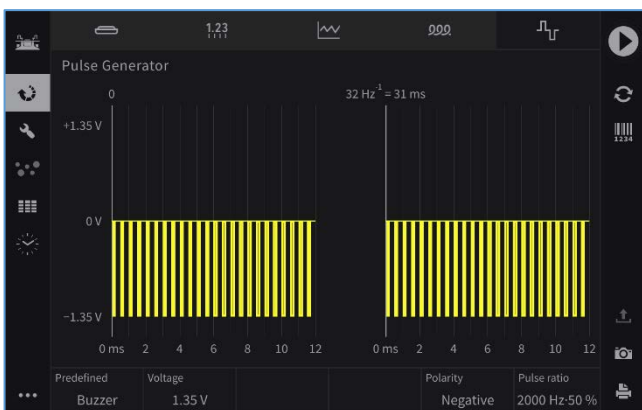 1.23
Pulse Generator
0
32 Hz⁻¹ = 31 ms
+1.35 V
0 V
−1.35 V
0 ms 2 4 6 8 10 12
0 ms 2 4 6 8 10 12
1234
Predefined Voltage Polarity Pulse ratio
Buzzer 1.35 V Negative 2000 Hz·50 %